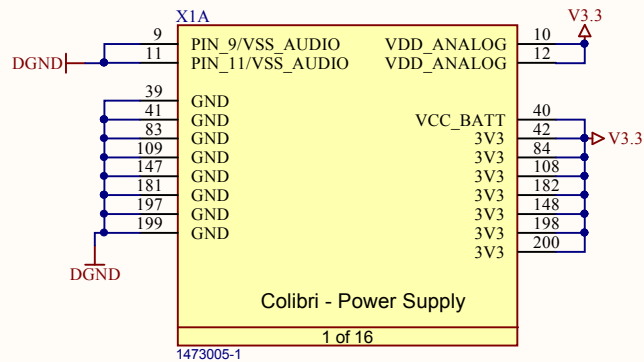 X1A
9 PIN_9/VSS_AUDIO VDD_ANALOG 10 V3.3
DGND 11 PIN_11/VSS_AUDIO VDD_ANALOG 12
39 GND
41 GND VCC_BATT 40
83 GND 3V3 42 V3.3
109 GND 3V3 84
147 GND 3V3 108
181 GND 3V3 182
197 GND 3V3 148
199 GND 3V3 198
3V3 200
DGND
Colibri - Power Supply
1 of 16
1473005-1